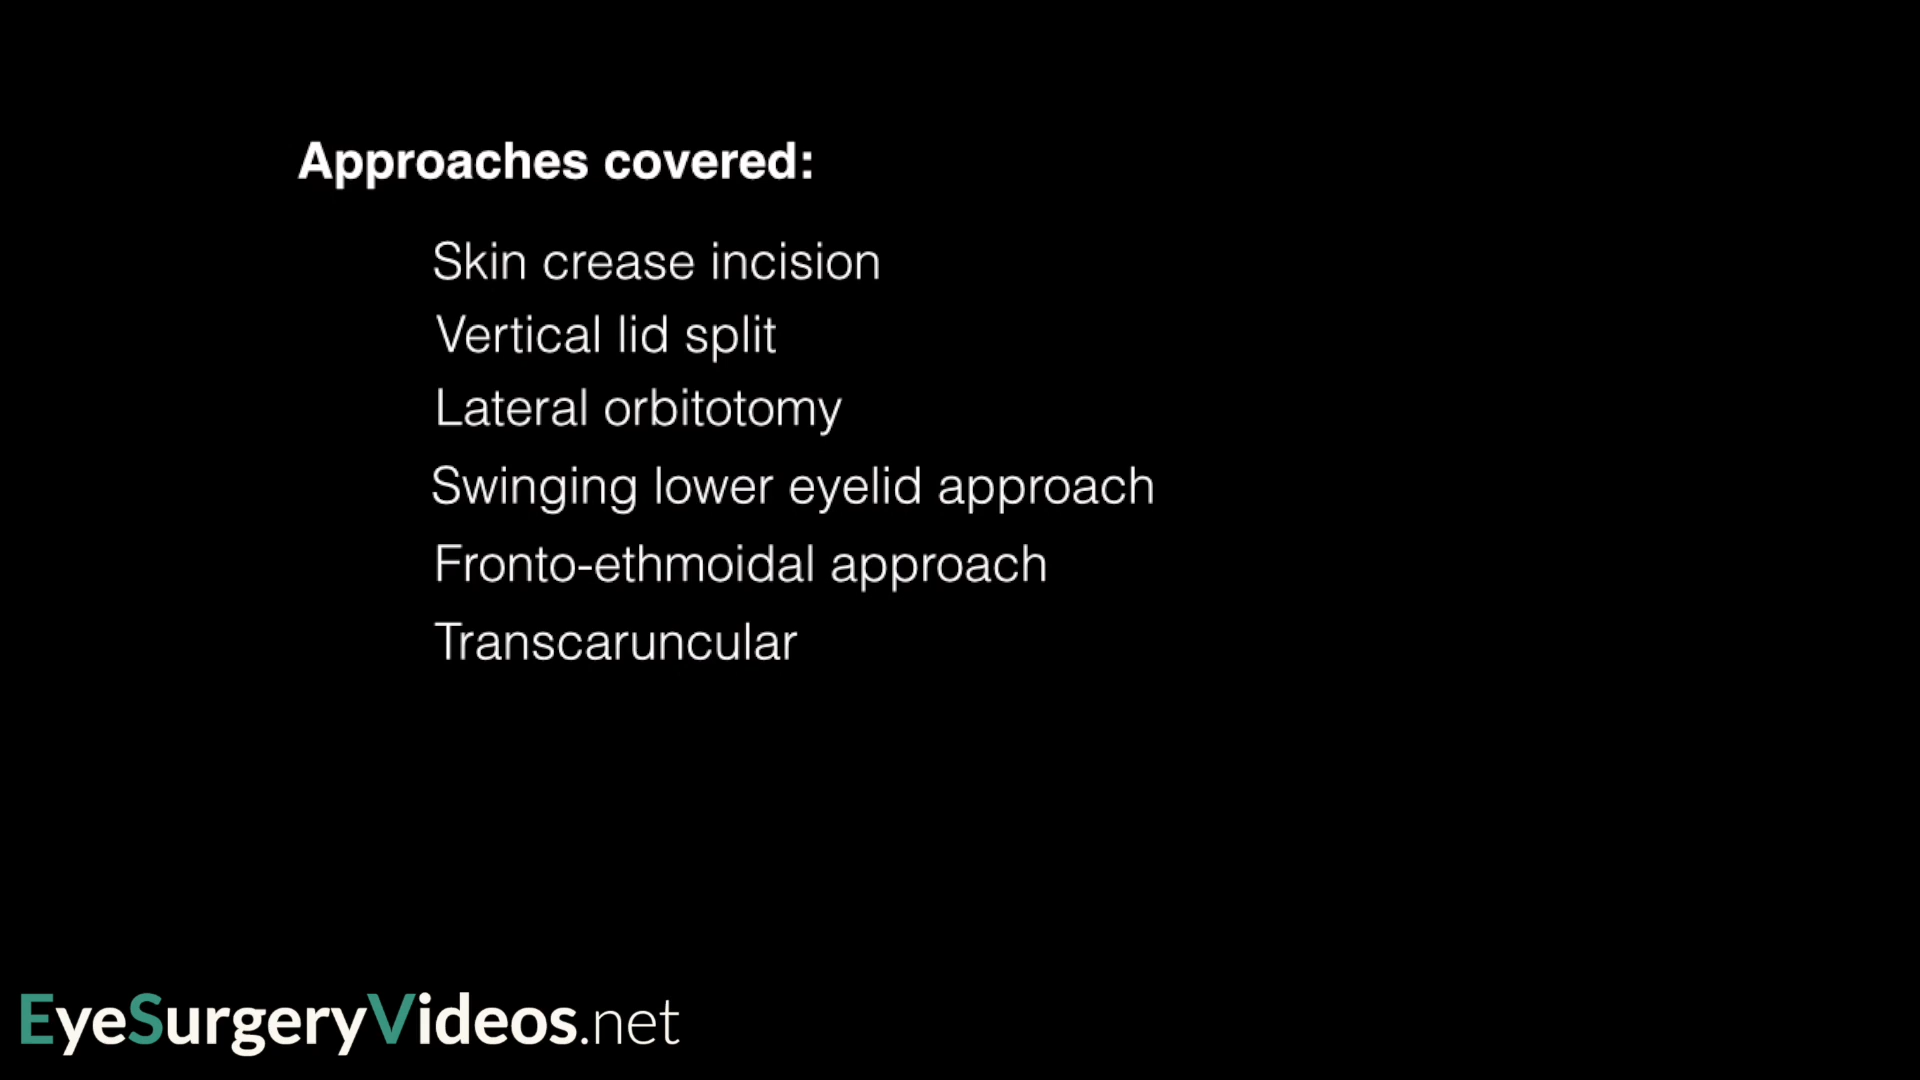 Approaches covered:
Skin crease incision
Vertical lid split
Lateral orbitotomy
Swinging lower eyelid approach
Fronto-ethmoidal approach
Transcaruncular
EyeSurgeryVideos.net